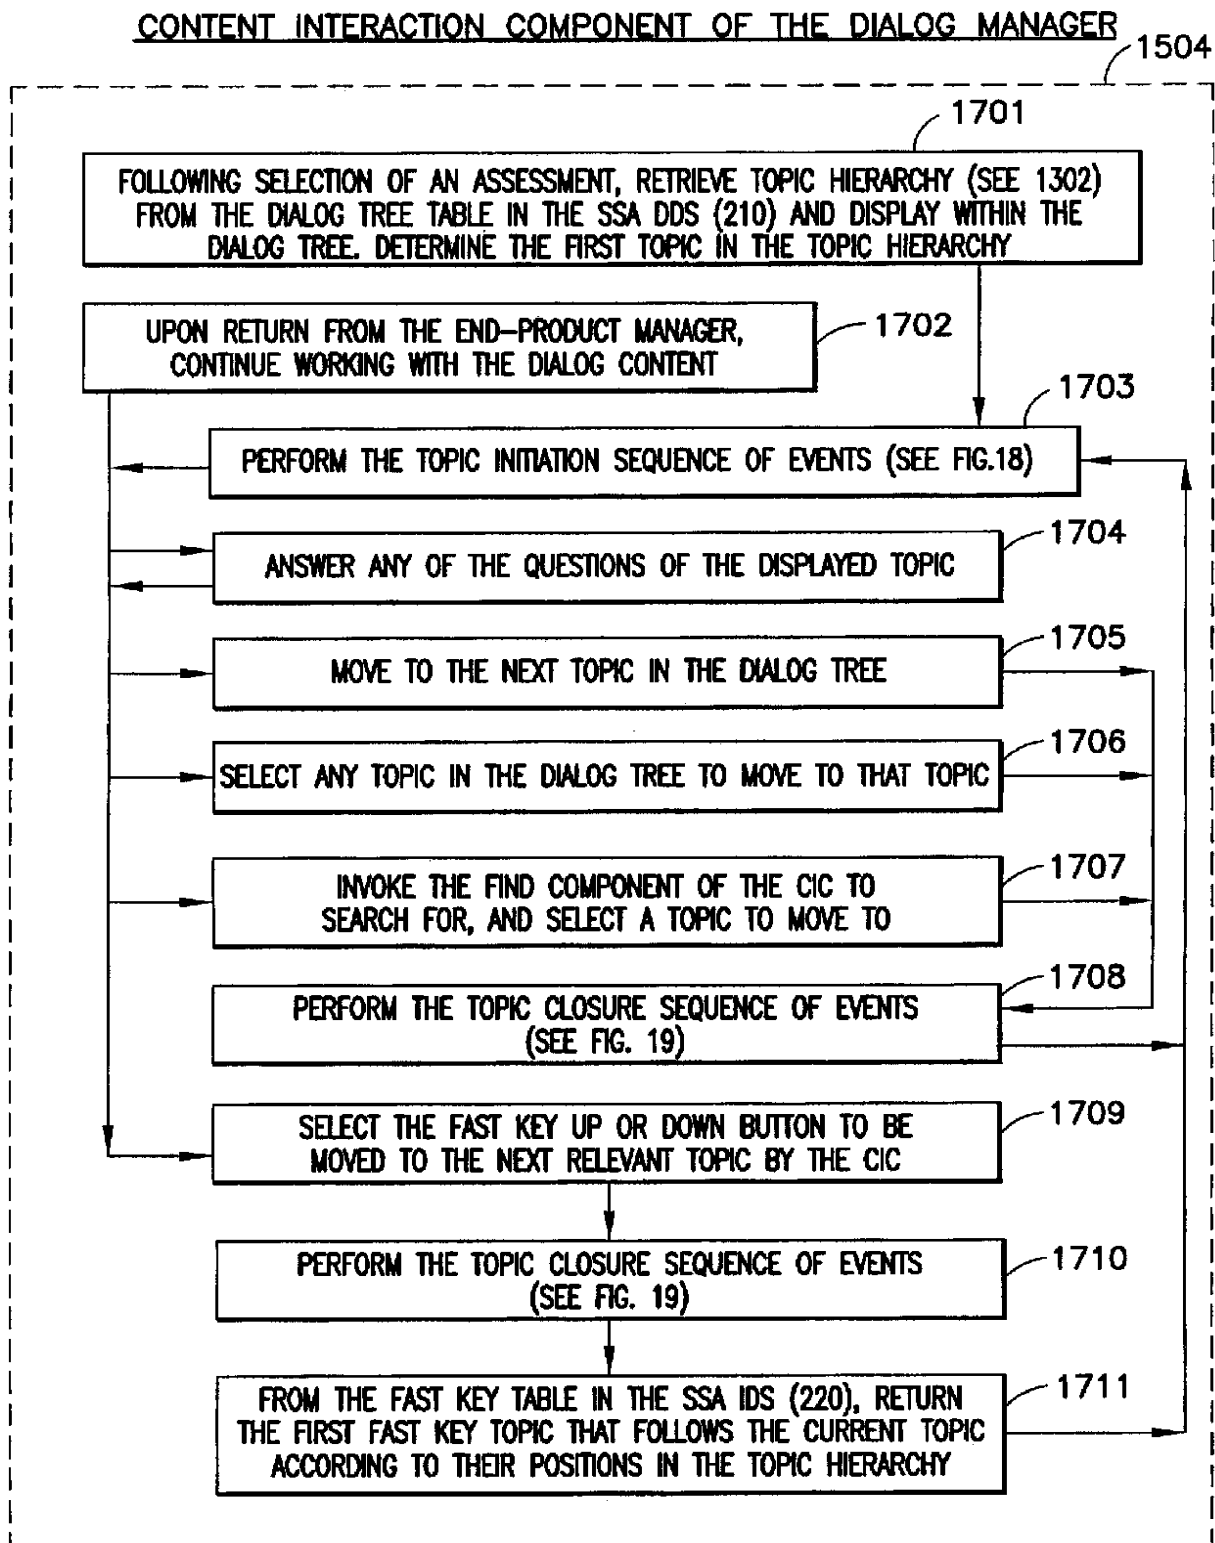 CONTENT INTERACTION COMPONENT OF THE DIALOG MANAGER
1504
1701
FOLLOWING SELECTION OF AN ASSESSMENT, RETRIEVE TOPIC HIERARCHY (SEE 1302)
FROM THE DIALOG TREE TABLE IN THE SSA DDS (210) AND DISPLAY WITHIN THE
DIALOG TREE. DETERMINE THE FIRST TOPIC IN THE TOPIC HIERARCHY
1702
UPON RETURN FROM THE END-PRODUCT MANAGER,
CONTINUE WORKING WITH THE DIALOG CONTENT
1703
PERFORM THE TOPIC INITIATION SEQUENCE OF EVENTS (SEE FIG.18)
1704
ANSWER ANY OF THE QUESTIONS OF THE DISPLAYED TOPIC
1705
MOVE TO THE NEXT TOPIC IN THE DIALOG TREE
1706
SELECT ANY TOPIC IN THE DIALOG TREE TO MOVE TO THAT TOPIC
1707
INVOKE THE FIND COMPONENT OF THE CIC TO
SEARCH FOR, AND SELECT A TOPIC TO MOVE TO
1708
PERFORM THE TOPIC CLOSURE SEQUENCE OF EVENTS
(SEE FIG. 19)
1709
SELECT THE FAST KEY UP OR DOWN BUTTON TO BE
MOVED TO THE NEXT RELEVANT TOPIC BY THE CIC
1710
PERFORM THE TOPIC CLOSURE SEQUENCE OF EVENTS
(SEE FIG. 19)
1711
FROM THE FAST KEY TABLE IN THE SSA IDS (220), RETURN
THE FIRST FAST KEY TOPIC THAT FOLLOWS THE CURRENT TOPIC
ACCORDING TO THEIR POSITIONS IN THE TOPIC HIERARCHY